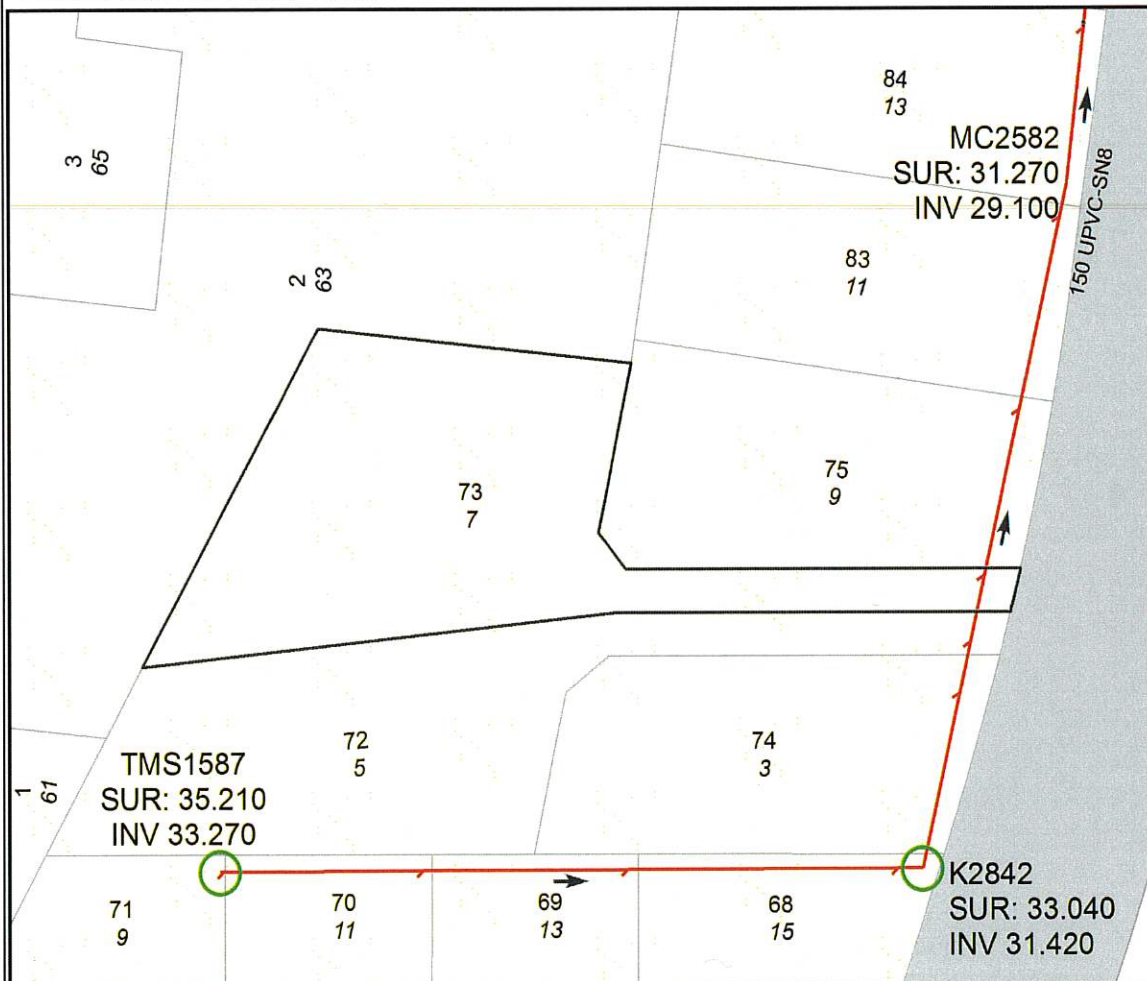 84
13
MC2582
SUR: 31.270
INV 29.100
3
65
150 UPVC-SN8
83
11
2
63
75
9
73
7
72
5
74
3
TMS1587
SUR: 35.210
INV 33.270
1
61
K2842
SUR: 33.040
INV 31.420
71
9
70
11
69
13
68
15